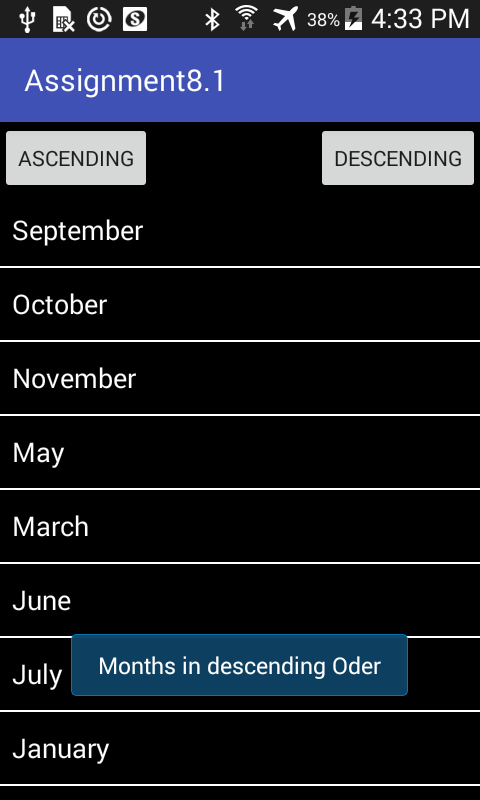 38% 4:33 PM
Assignment8.1
ASCENDING DESCENDING
September
October
November
May
March
June
July
Months in descending Oder
January